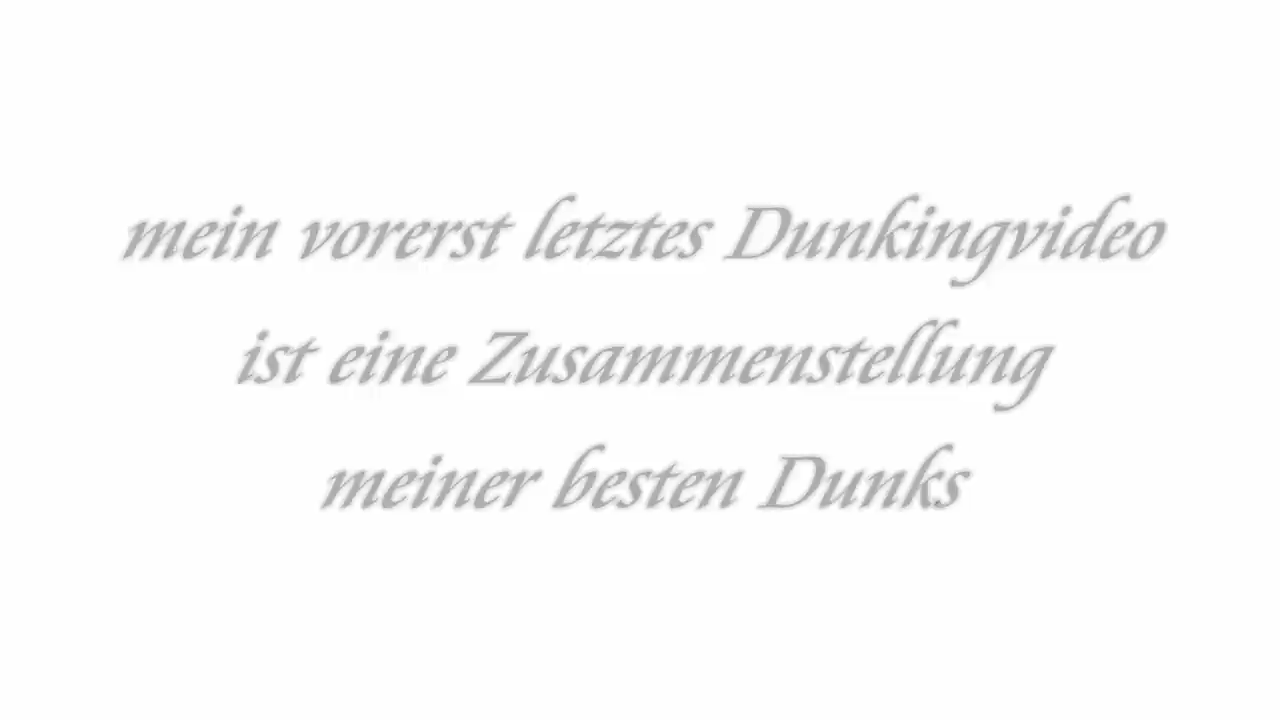 mein vorerst letztes Dunkingvideo
ist eine Zusammenstellung
meiner besten Dunks